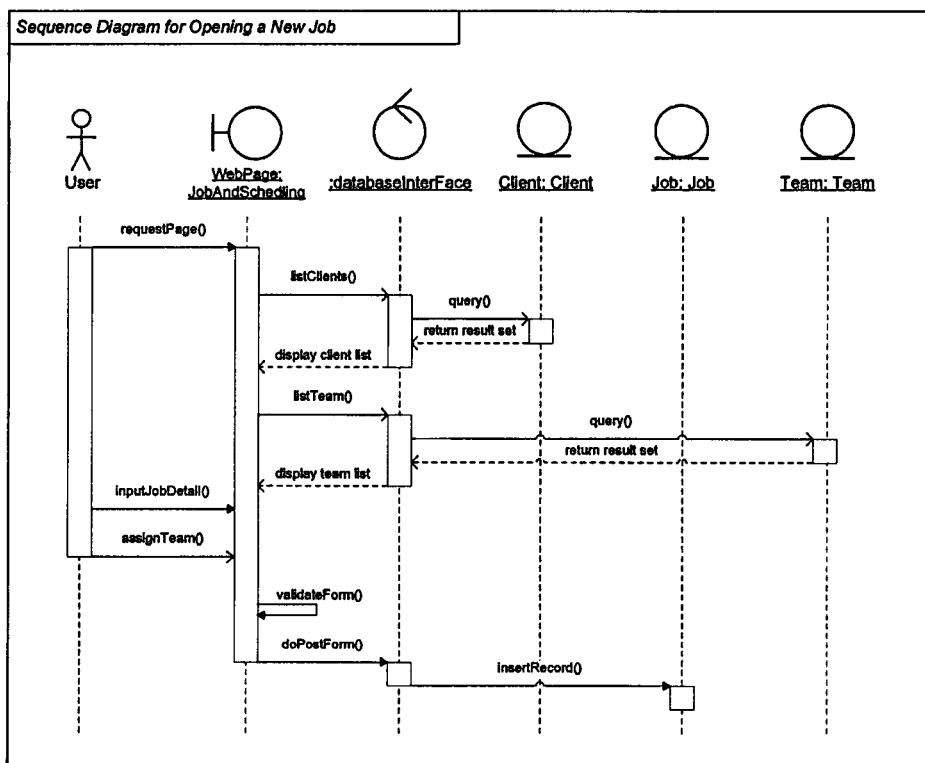 Sequence Diagram for Opening a New Job
User
WebPage:
JobAndSchedling
:databaseInterFace
Client: Client
Job: Job
Team: Team
requestPage()
listClients()
query()
return result set
display client list
listTeam()
query()
return result set
display team list
inputJobDetail()
assignTeam()
validateForm()
doPostForm()
insertRecord()